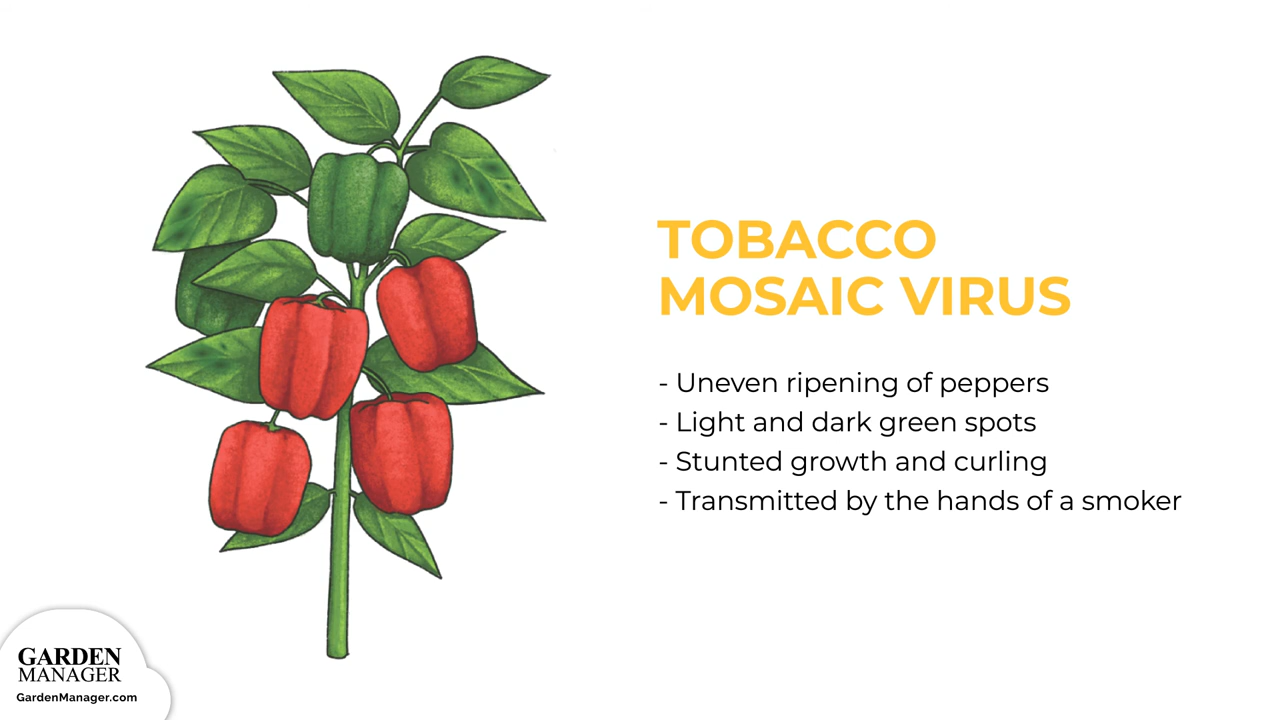 TOBACCO
MOSAIC VIRUS
- Uneven ripening of peppers
- Light and dark green spots
- Stunted growth and curling
- Transmitted by the hands of a smoker
GARDEN
MANAGER
GardenManager.com